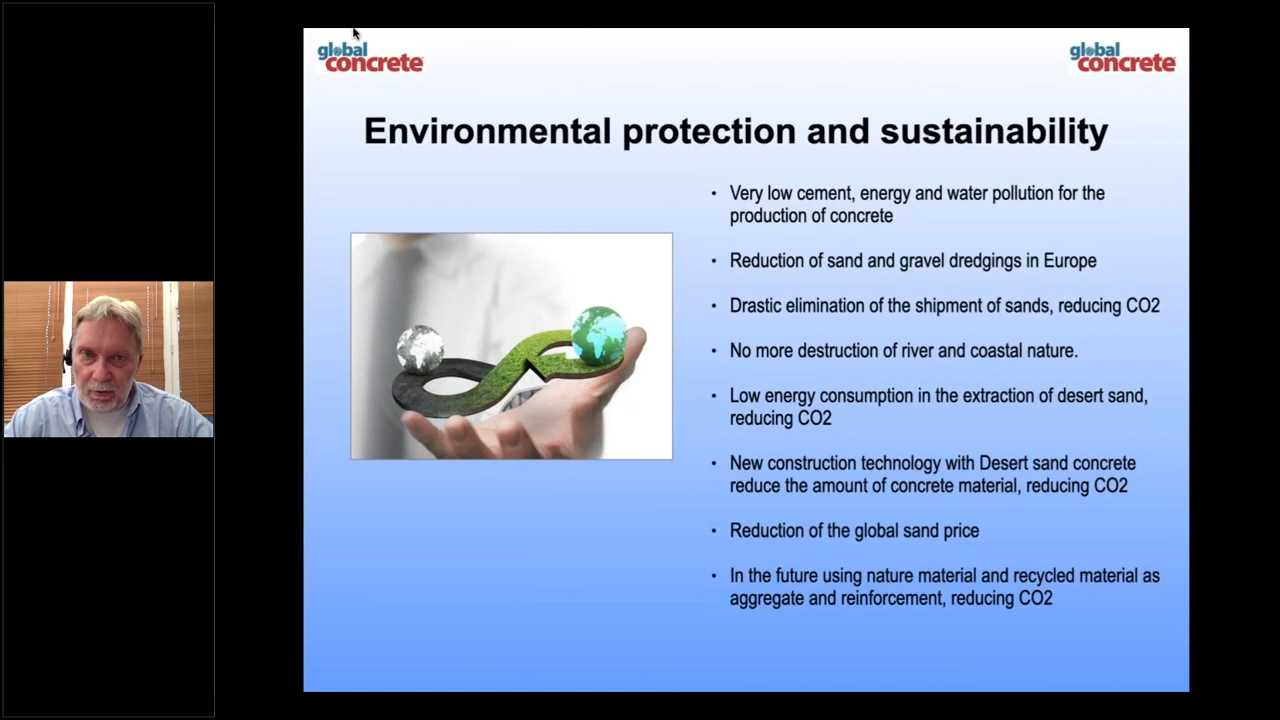 global
concrete
global
concrete
Environmental protection and sustainability
• Very low cement, energy and water pollution for the
production of concrete
• Reduction of sand and gravel dredgings in Europe
• Drastic elimination of the shipment of sands, reducing CO2
• No more destruction of river and coastal nature.
• Low energy consumption in the extraction of desert sand,
reducing CO2
• New construction technology with Desert sand concrete
reduce the amount of concrete material, reducing CO2
• Reduction of the global sand price
• In the future using nature material and recycled material as
aggregate and reinforcement, reducing CO2